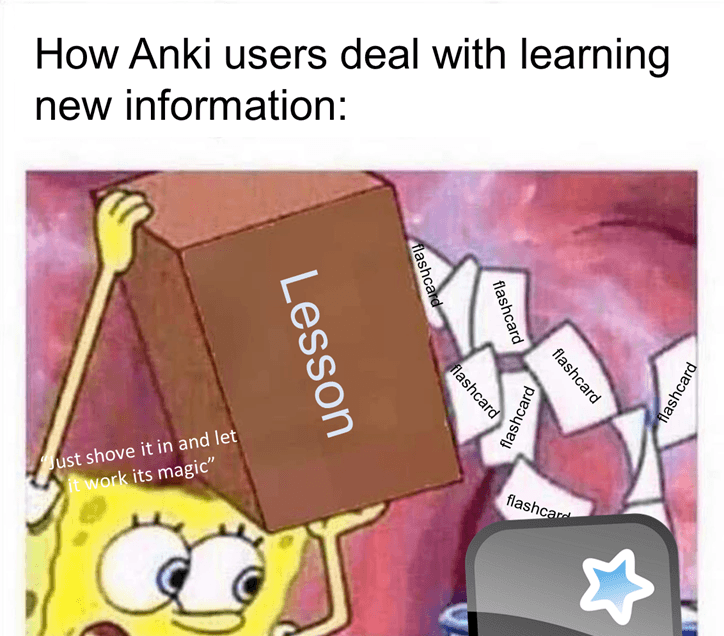 How Anki users deal with learning
new information:
Lesson
flashcard
flashcard
flashcard
flashcard
flashcard
flashcard
flashcard
"Just shove it in and let
it work its magic"